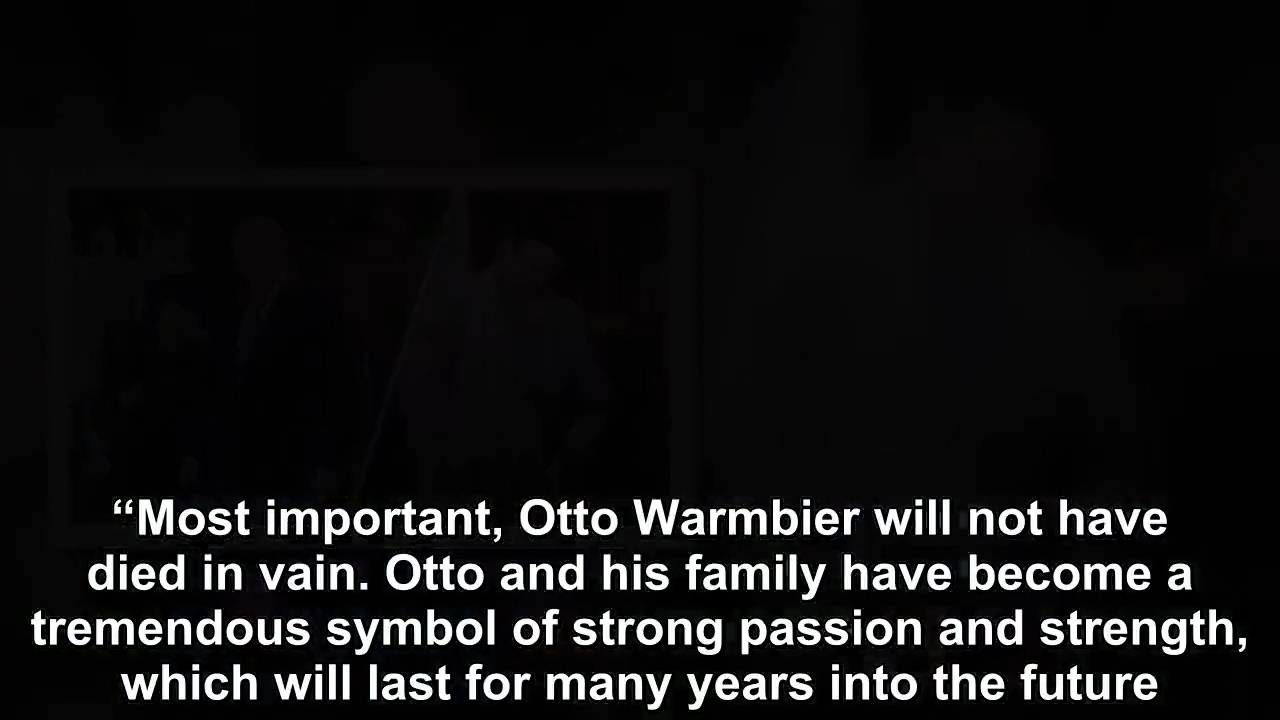 “Most important, Otto Warmbier will not have
died in vain. Otto and his family have become a
tremendous symbol of strong passion and strength,
which will last for many years into the future